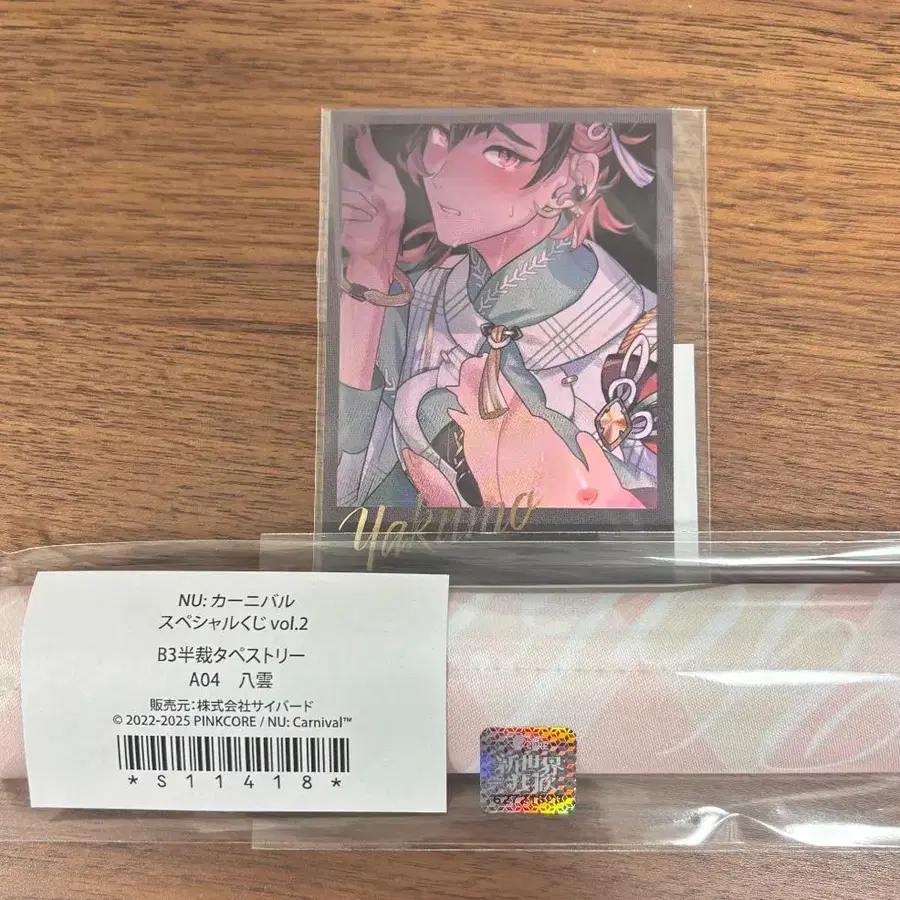 Yakumo
NU: カーニバル
スペシャルくじ vol.2
B3半裁タペストリー
A04 八雲
販売元：株式会社サイバード
© 2022-2025 PINKCORE / NU: Carnival™
*S11418*
新世界